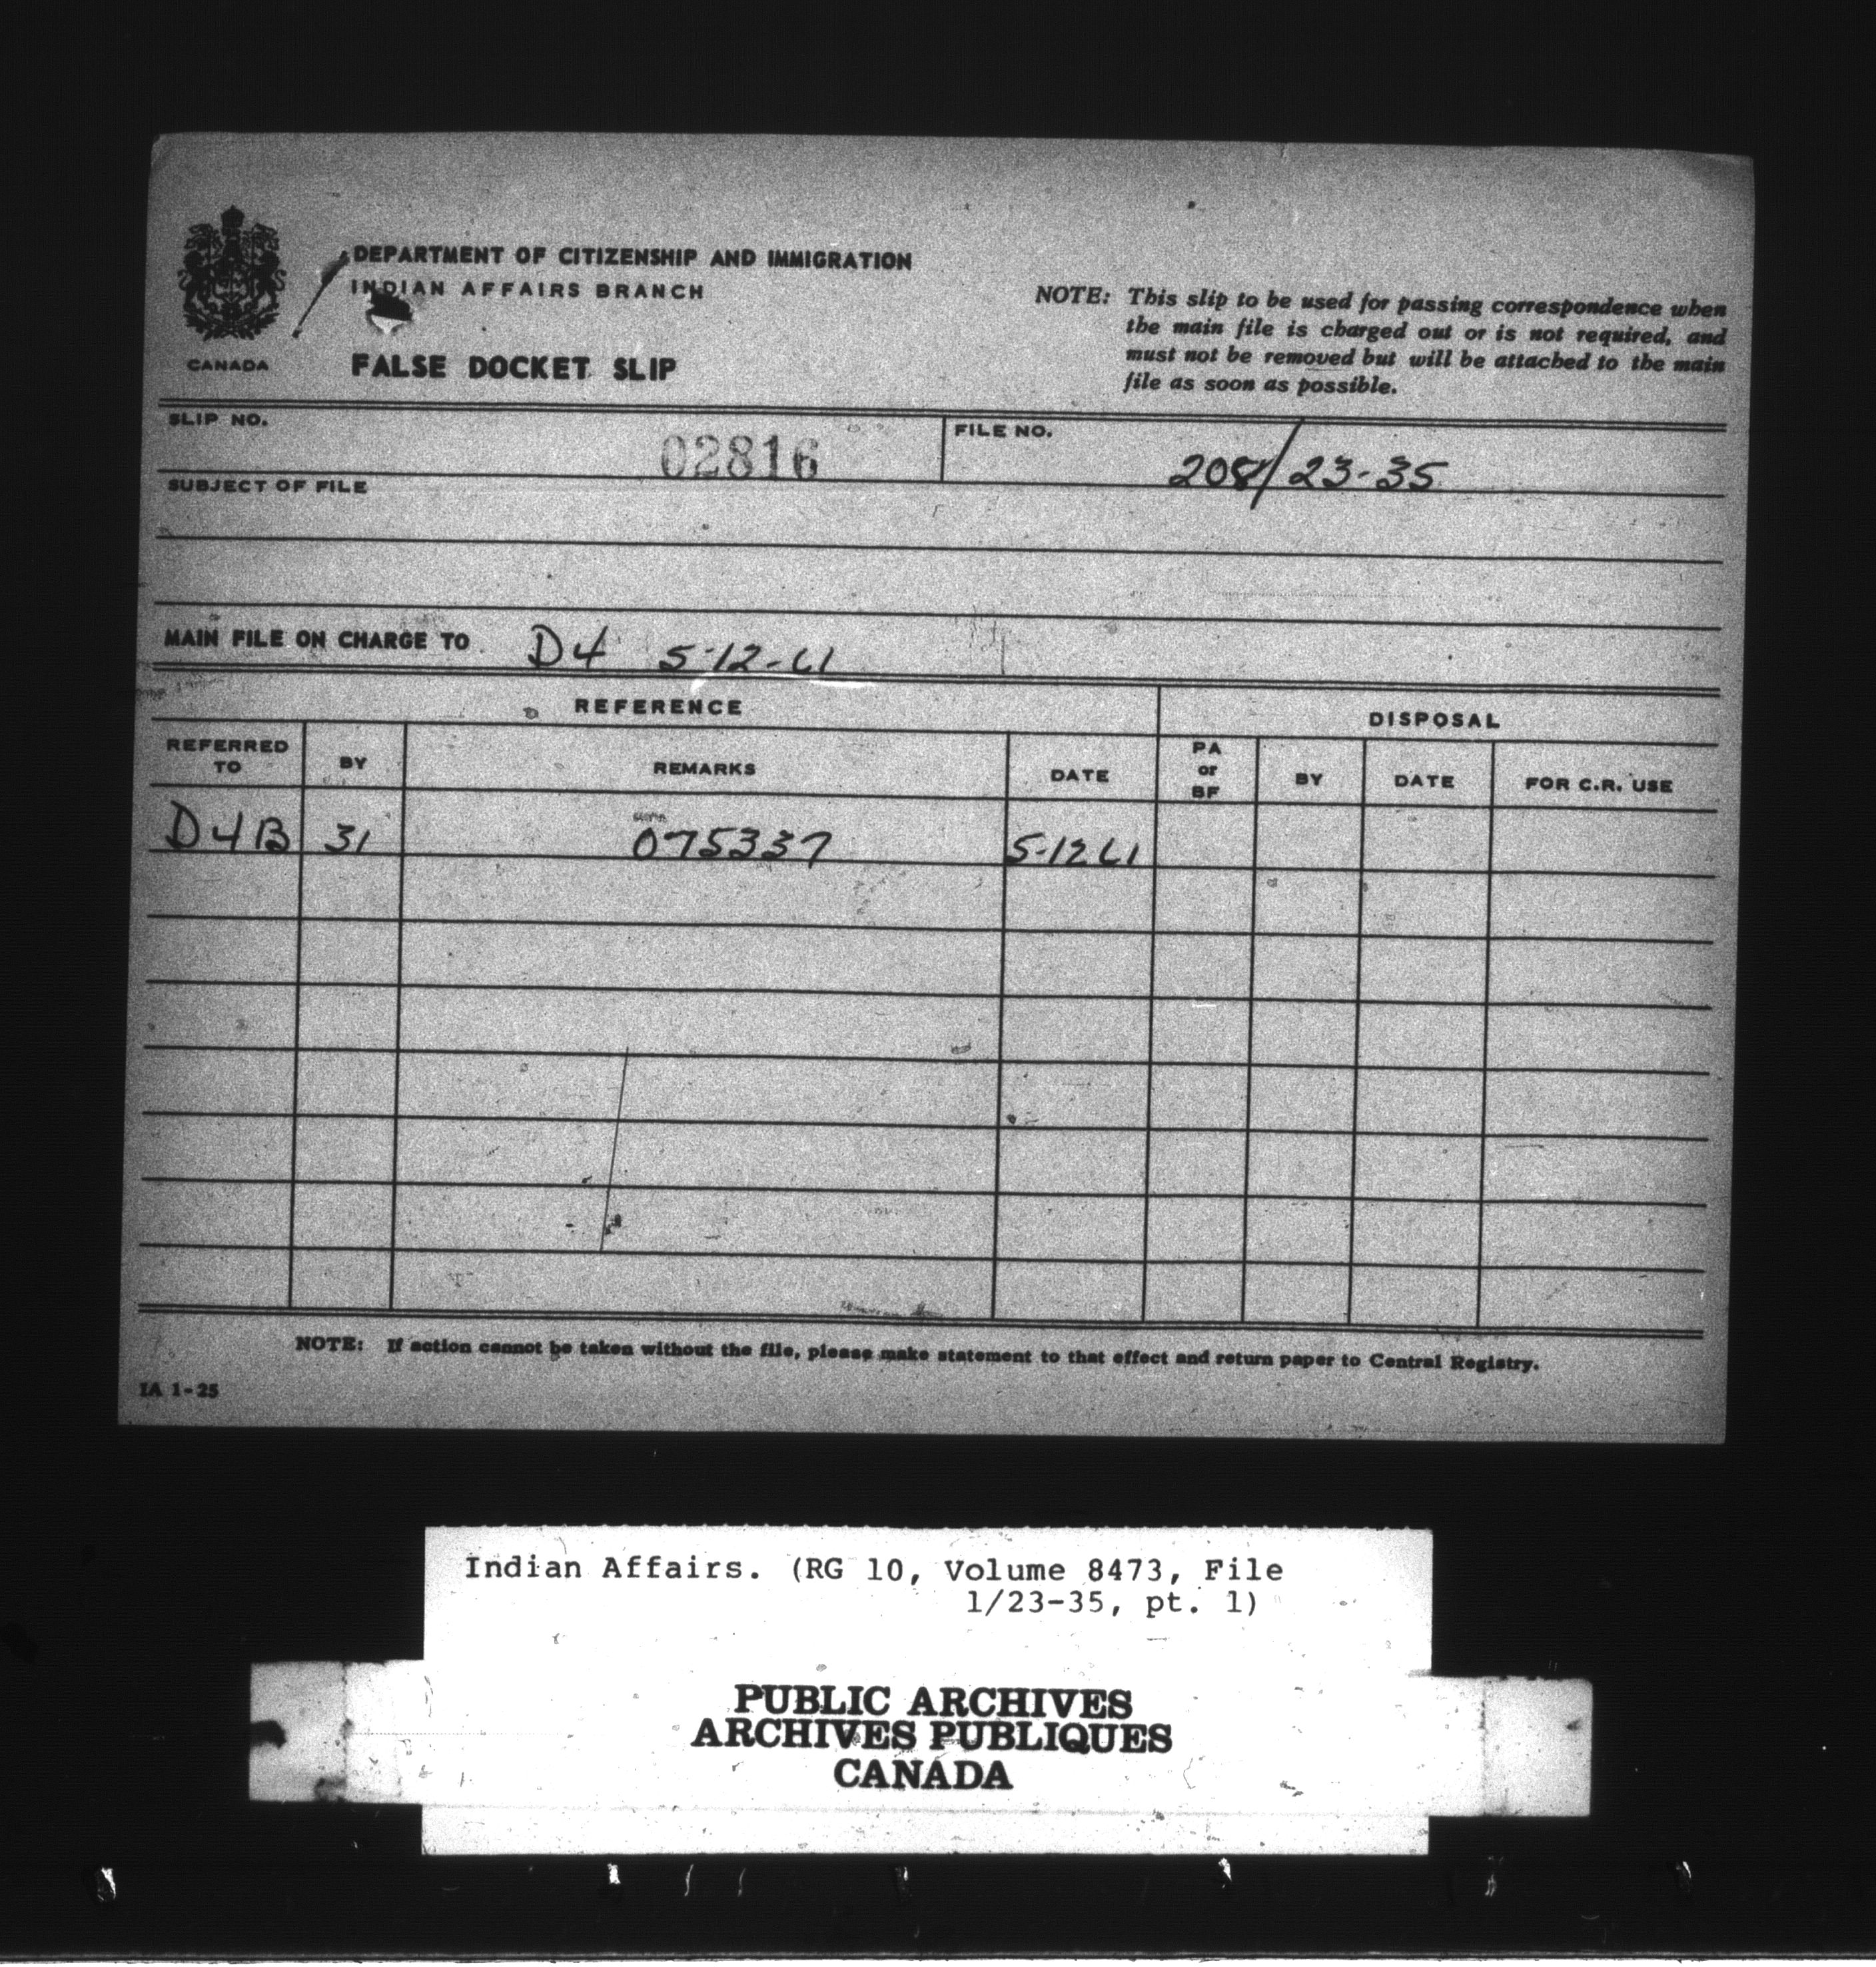 DEPARTMENT OF CITIZENSHIP AND IMMIGRATION
INDIAN AFFAIRS BRANCH
CANADA
FALSE DOCKET SLIP
NOTE: This slip to be used for passing correspondence when
the main file is charged out or is not required, and
must not be removed but will be attached to the main
file as soon as possible.
SLIP NO. 02816 FILE NO. 208/23-35
SUBJECT OF FILE
MAIN FILE ON CHARGE TO D4 5-12-61
REFERENCE DISPOSAL
REFERRED TO BY REMARKS DATE PA or BF BY DATE FOR C.R. USE
D4B 31 075337 5-12 61
NOTE: If action cannot be taken without the file, please make statement to that effect and return paper to Central Registry.
IA 1-25
Indian Affairs. (RG 10, Volume 8473, File
1/23-35, pt. 1)
PUBLIC ARCHIVES
ARCHIVES PUBLIQUES
CANADA